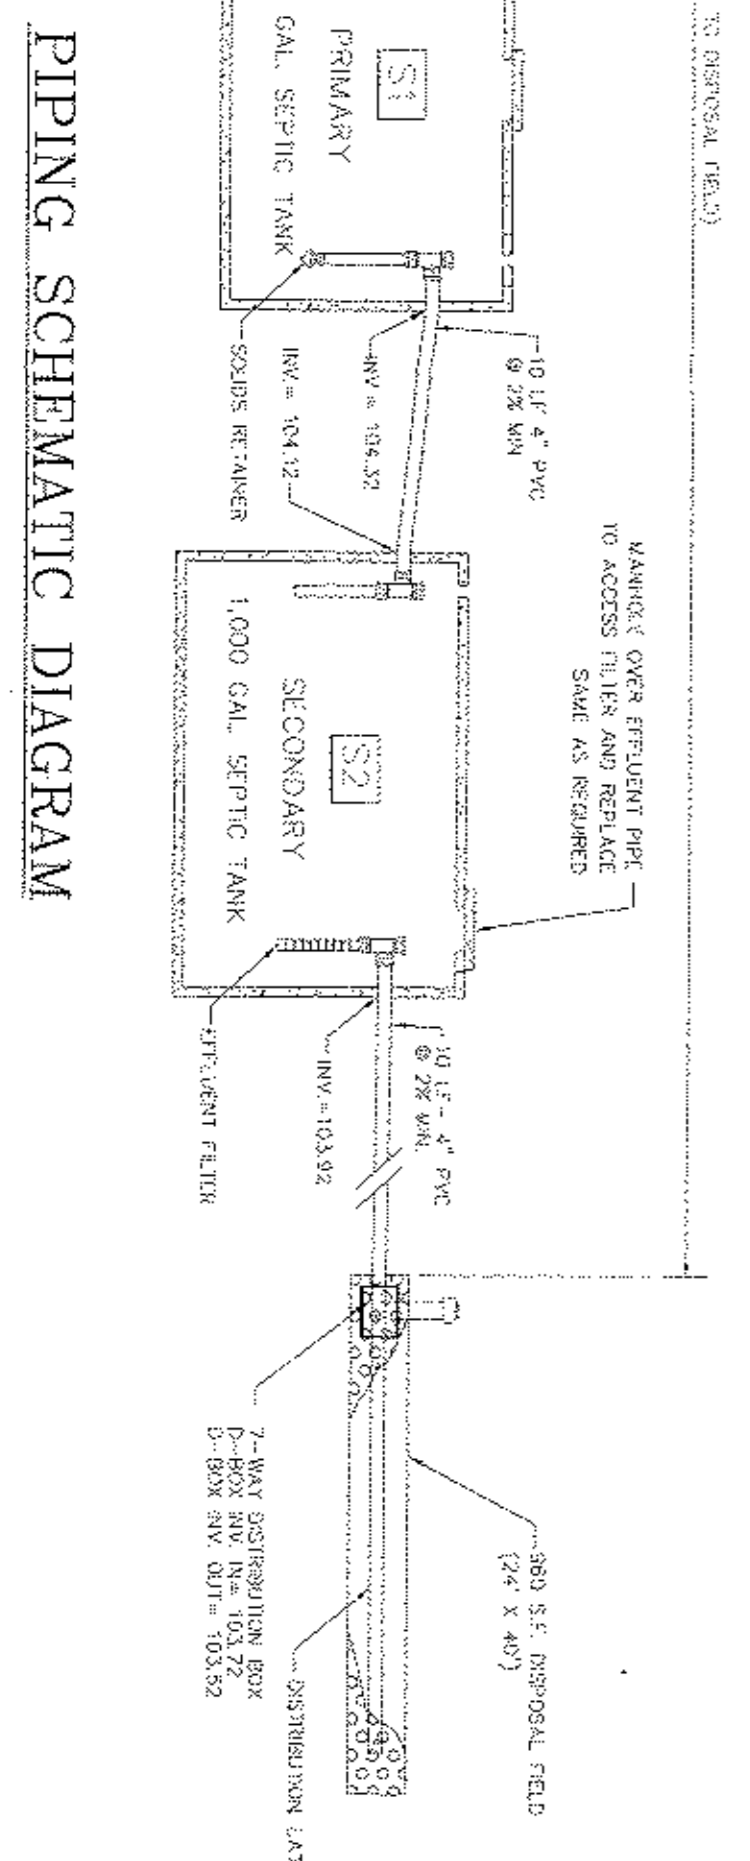 TO DISPOSAL FIELD)
S1
PRIMARY
GAL. SEPTIC TANK
10 LF 4" PVC
@ 2% MIN
INV = 104.32
INV. = 104.12
SOLIDS RETAINER
MANHOLE OVER EFFLUENT PIPE
TO ACCESS FILTER AND REPLACE
SAME AS REQUIRED
S2
SECONDARY
1,000 GAL. SEPTIC TANK
10 LF - 4" PVC
@ 2% MIN.
INV. = 103.92
EFFLUENT FILTER
960 S.F. DISPOSAL FIELD
(24' X 40')
DISTRIBUTION LAT
7-WAY DISTRIBUTION BOX
D-BOX INV. IN= 103.72
D-BOX INV. OUT= 103.52
PIPING SCHEMATIC DIAGRAM